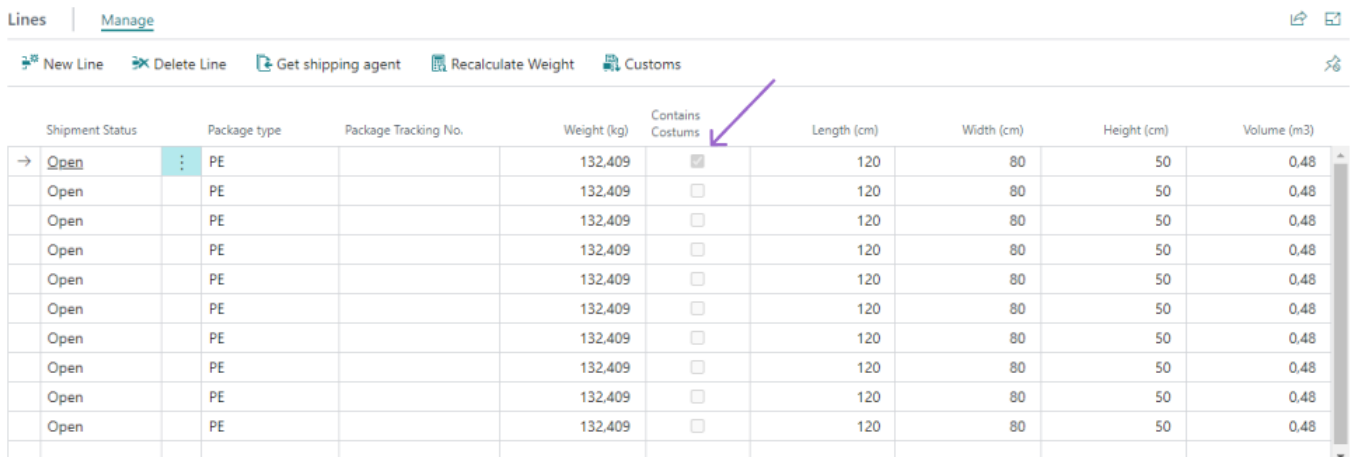 Lines Manage
New Line Delete Line Get shipping agent Recalculate Weight Customs
Shipment Status Package type Package Tracking No. Weight (kg) Contains Costums Length (cm) Width (cm) Height (cm) Volume (m3)
Open PE 132,409 120 80 50 0,48
Open PE 132,409 120 80 50 0,48
Open PE 132,409 120 80 50 0,48
Open PE 132,409 120 80 50 0,48
Open PE 132,409 120 80 50 0,48
Open PE 132,409 120 80 50 0,48
Open PE 132,409 120 80 50 0,48
Open PE 132,409 120 80 50 0,48
Open PE 132,409 120 80 50 0,48
Open PE 132,409 120 80 50 0,48